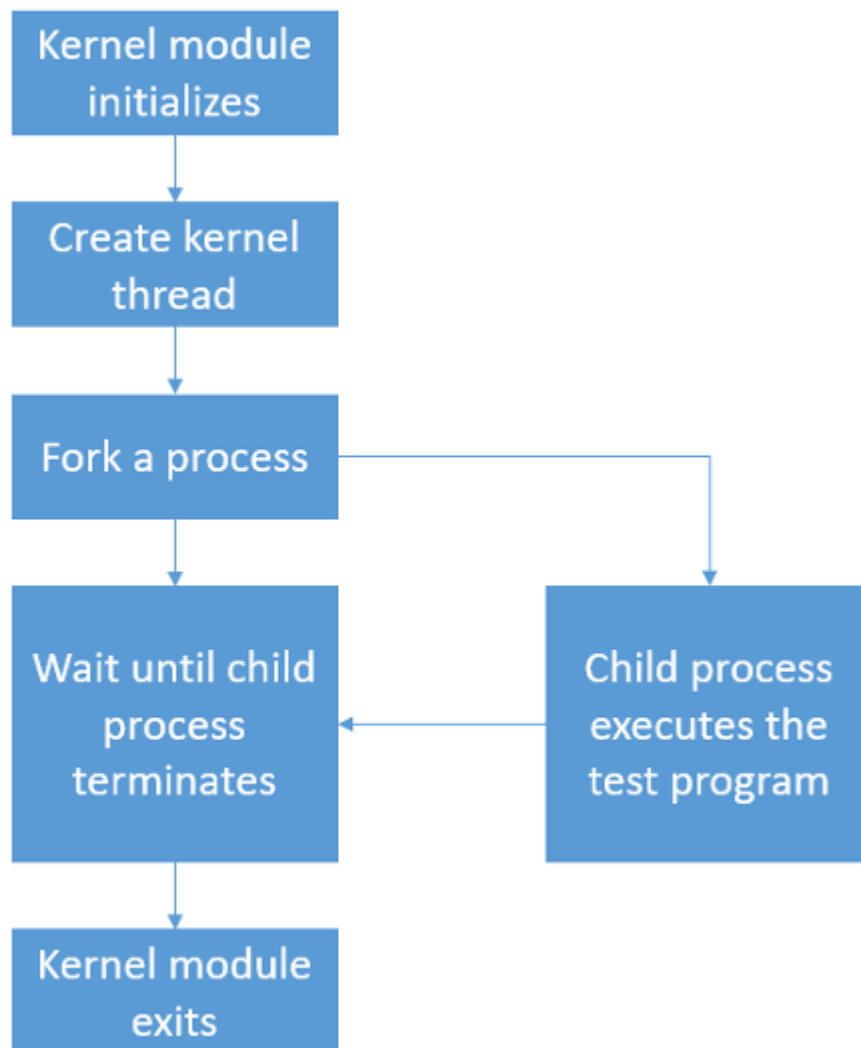 Kernel module
initializes
Create kernel
thread
Fork a process
Wait until child
process
terminates
Child process
executes the
test program
Kernel module
exits